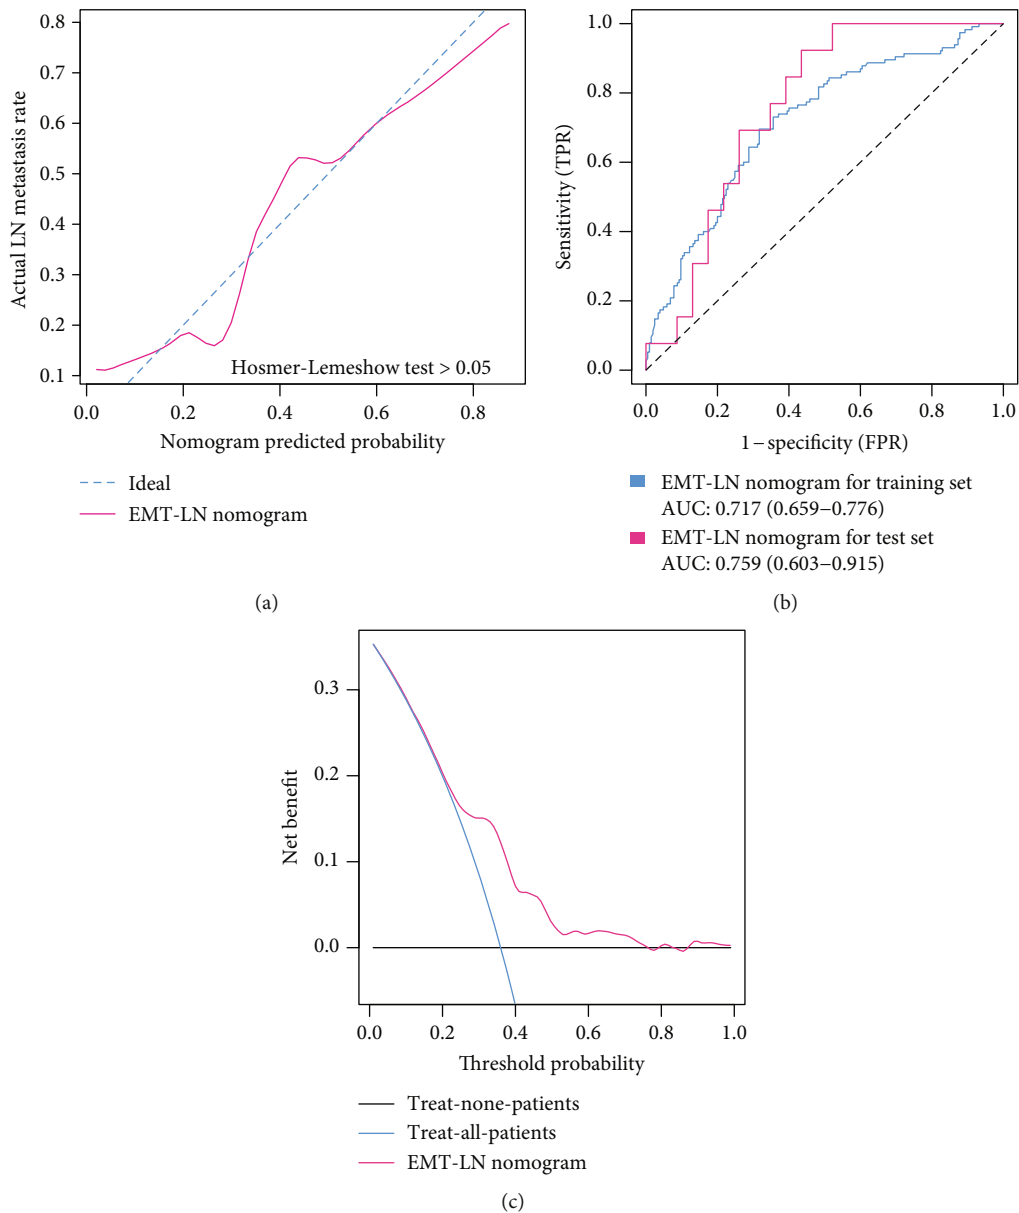 Actual LN metastasis rate
0.8
0.7
0.6
0.5
0.4
0.3
0.2
0.1
Hosmer-Lemeshow test > 0.05
0.0 0.2 0.4 0.6 0.8
Nomogram predicted probability
Ideal
EMT-LN nomogram
(a)
Sensitivity (TPR)
1.0
0.8
0.6
0.4
0.2
0.0
0.0 0.2 0.4 0.6 0.8 1.0
1−specificity (FPR)
EMT-LN nomogram for training set
AUC: 0.717 (0.659−0.776)
EMT-LN nomogram for test set
AUC: 0.759 (0.603−0.915)
(b)
Net benefit
0.3
0.2
0.1
0.0
0.0 0.2 0.4 0.6 0.8 1.0
Threshold probability
Treat-none-patients
Treat-all-patients
EMT-LN nomogram
(c)